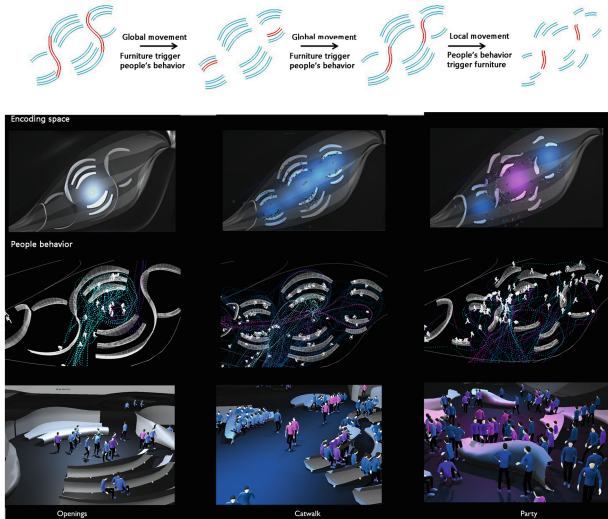 Global movement
Furniture trigger
people's behavior
Global movement
Furniture trigger
people's behavior
Local movement
People's behavior
trigger furniture
Encoding space
People behavior
Openings
Catwalk
Party